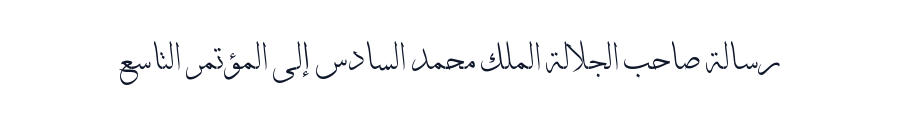 رسالة صاحب الجلالة الملك محمد السادس إلى المؤتمر التاسع